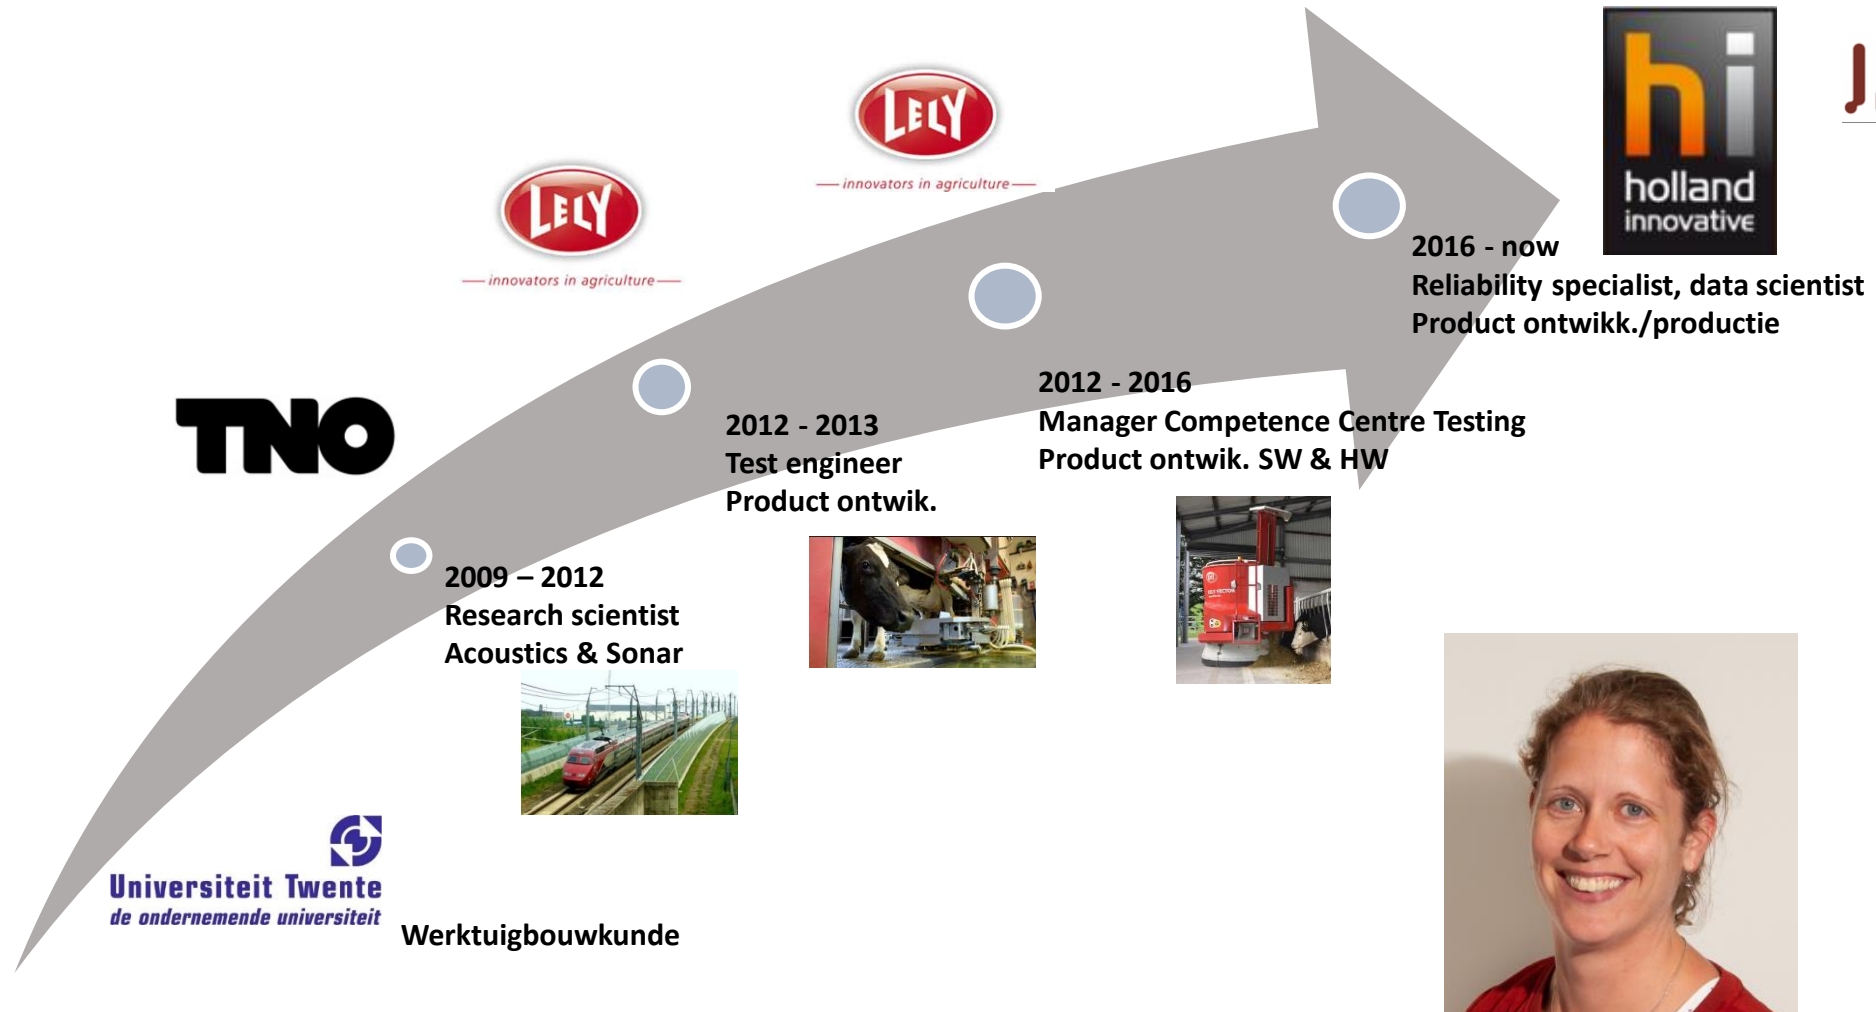 LELY
innovators in agriculture
LELY
innovators in agriculture
hi
holland
innovative
J
2016 - now
Reliability specialist, data scientist
Product ontwikk./productie
2012 - 2016
Manager Competence Centre Testing
Product ontwik. SW & HW
TNO
2012 - 2013
Test engineer
Product ontwik.
2009 – 2012
Research scientist
Acoustics & Sonar
Universiteit Twente
de ondernemende universiteit
Werktuigbouwkunde